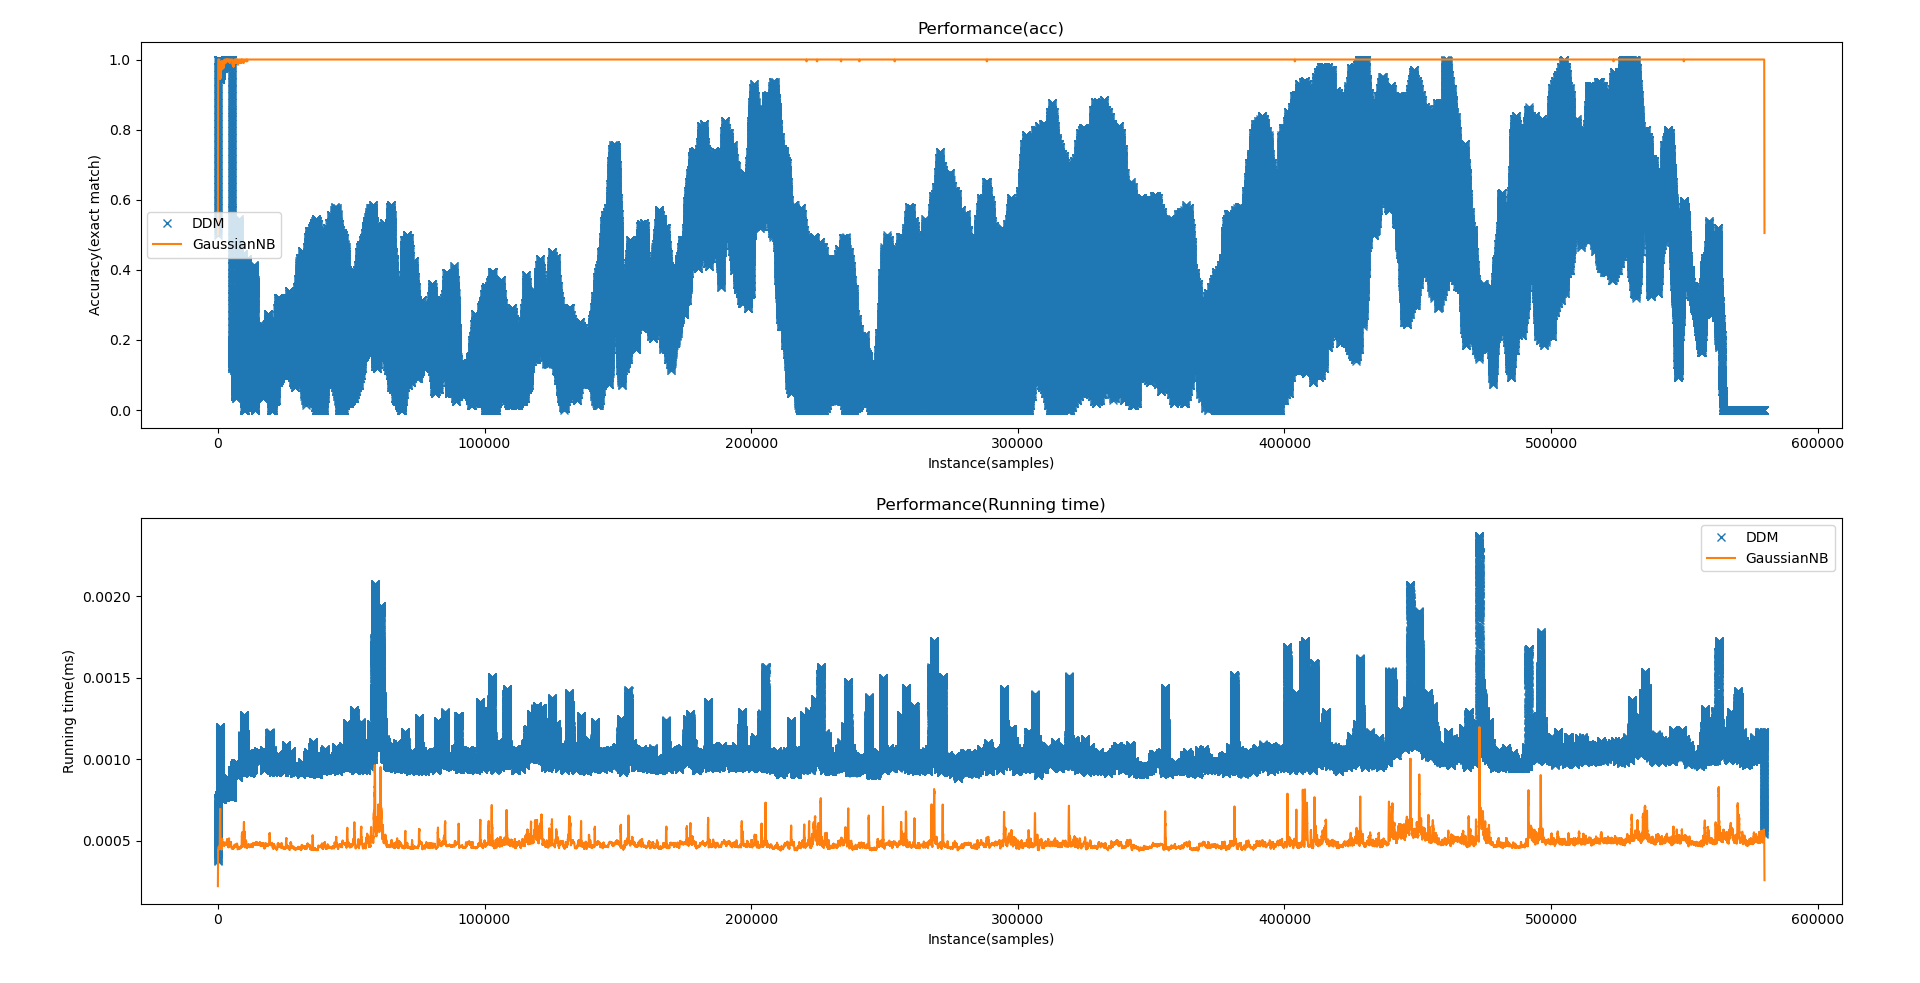 Performance(acc)
Accuracy(exact match)
1.0
0.8
0.6
0.4
0.2
0.0
DDM
GaussianNB
0 100000 200000 300000 400000 500000 600000
Instance(samples)
Performance(Running time)
Running time(ms)
0.0020
0.0015
0.0010
0.0005
DDM
GaussianNB
0 100000 200000 300000 400000 500000 600000
Instance(samples)